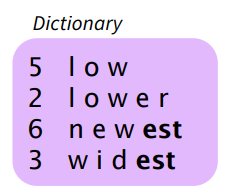 Dictionary
5 l o w
2 l o w e r
6 n e w est
3 w i d est